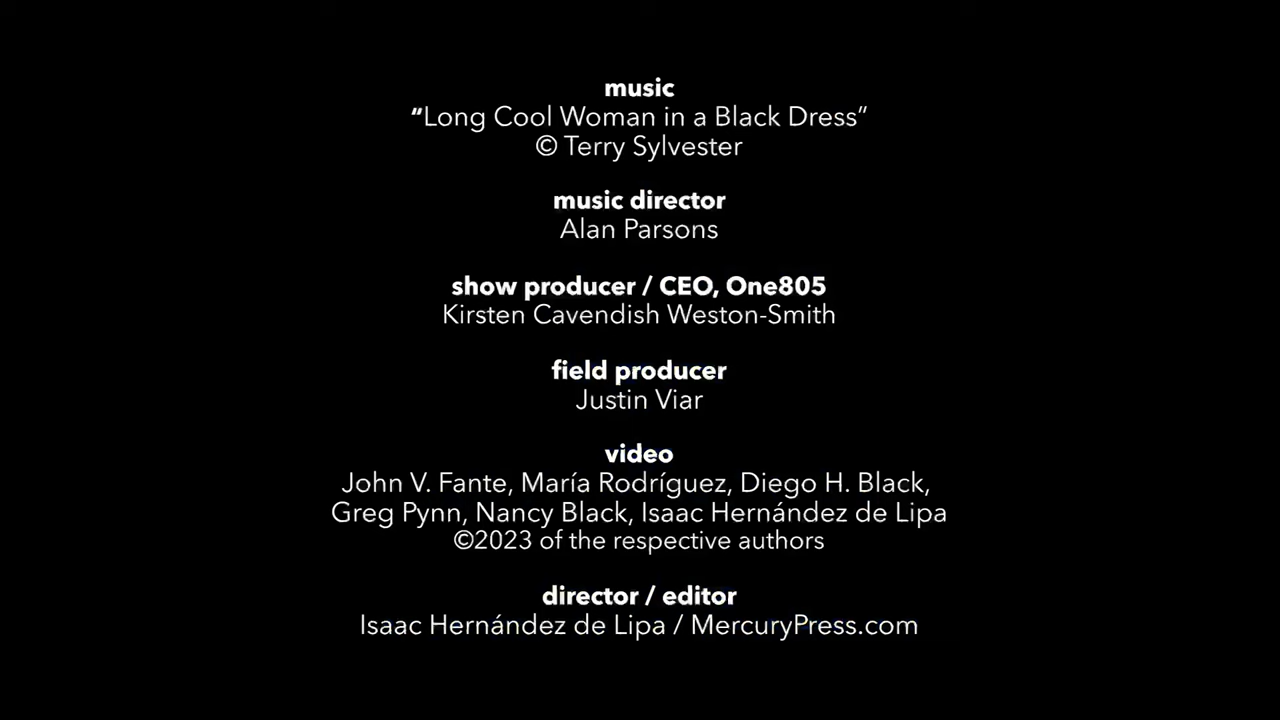 music
“Long Cool Woman in a Black Dress”
© Terry Sylvester
music director
Alan Parsons
show producer / CEO, One805
Kirsten Cavendish Weston-Smith
field producer
Justin Viar
video
John V. Fante, María Rodríguez, Diego H. Black,
Greg Pynn, Nancy Black, Isaac Hernández de Lipa
©2023 of the respective authors
director / editor
Isaac Hernández de Lipa / MercuryPress.com